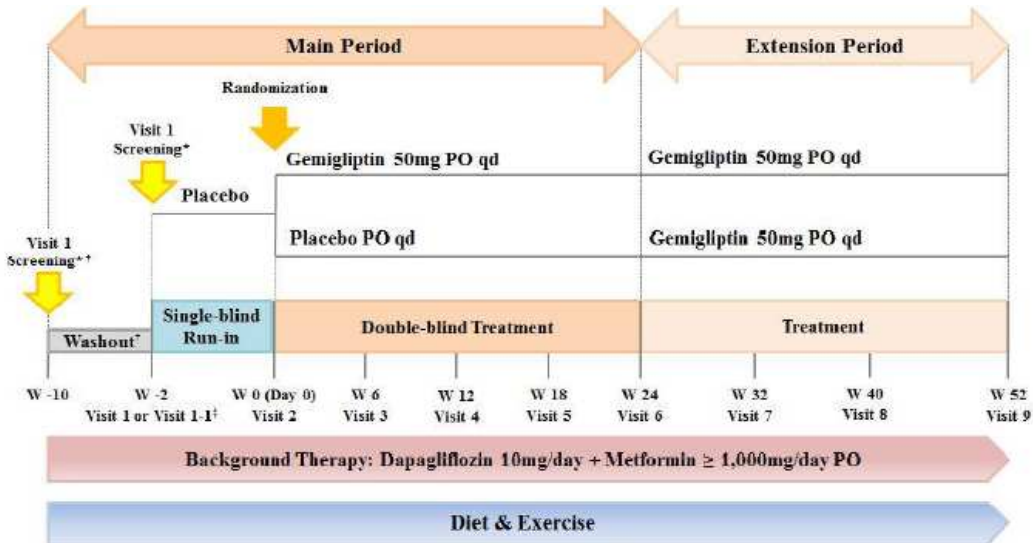 Main Period
Extension Period
Randomization
Visit 1
Screening*
Gemigliptin 50mg PO qd
Gemigliptin 50mg PO qd
Placebo
Visit 1
Screening*†
Placebo PO qd
Gemigliptin 50mg PO qd
Washout†
Single-blind
Run-in
Double-blind Treatment
Treatment
W -10
W -2
W 0 (Day 0)
W 6
W 12
W 18
W 24
W 32
W 40
W 52
Visit 1 or Visit 1-1‡
Visit 2
Visit 3
Visit 4
Visit 5
Visit 6
Visit 7
Visit 8
Visit 9
Background Therapy: Dapagliflozin 10mg/day + Metformin ≥ 1,000mg/day PO
Diet & Exercise